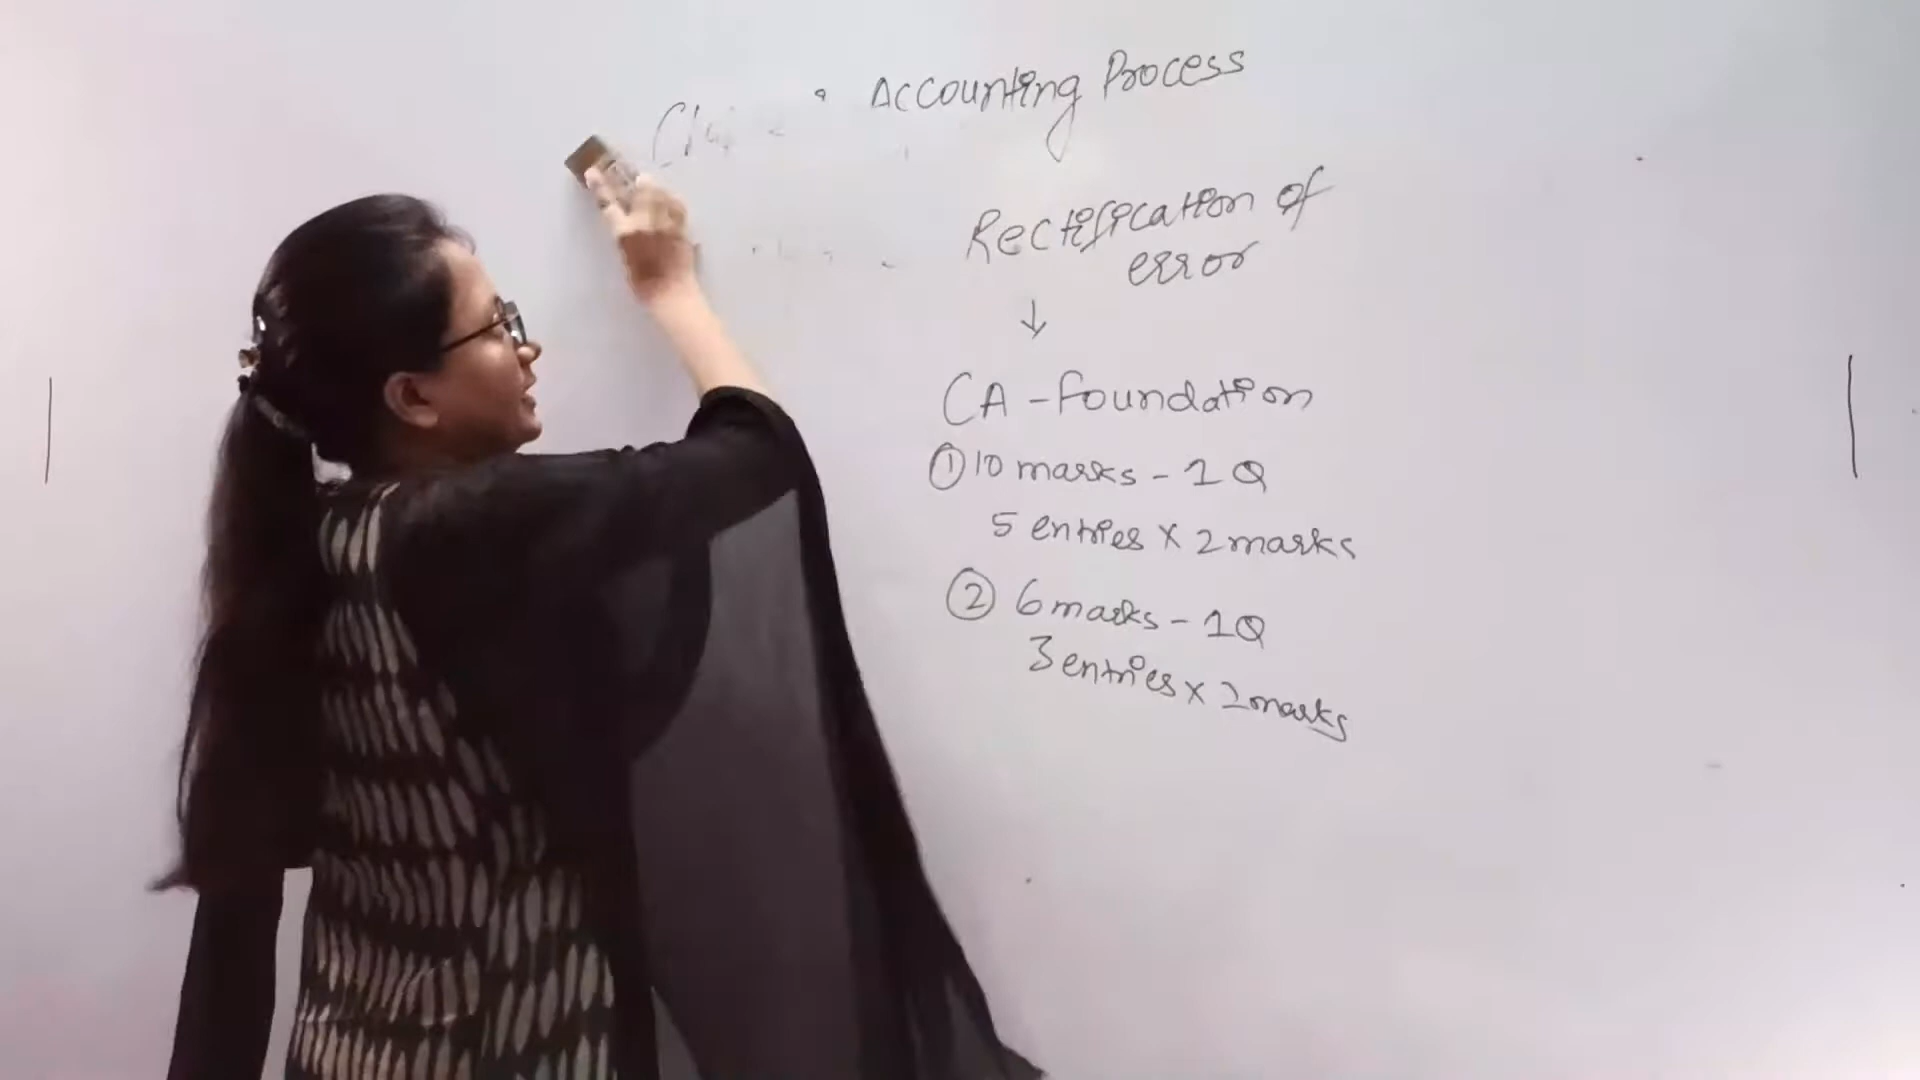 Accounting Process
Rectification of
error
↓
CA - Foundation
① 10 marks - 1 Q
5 entries x 2 marks
② 6 marks - 1Q
3 entries x 2 marks